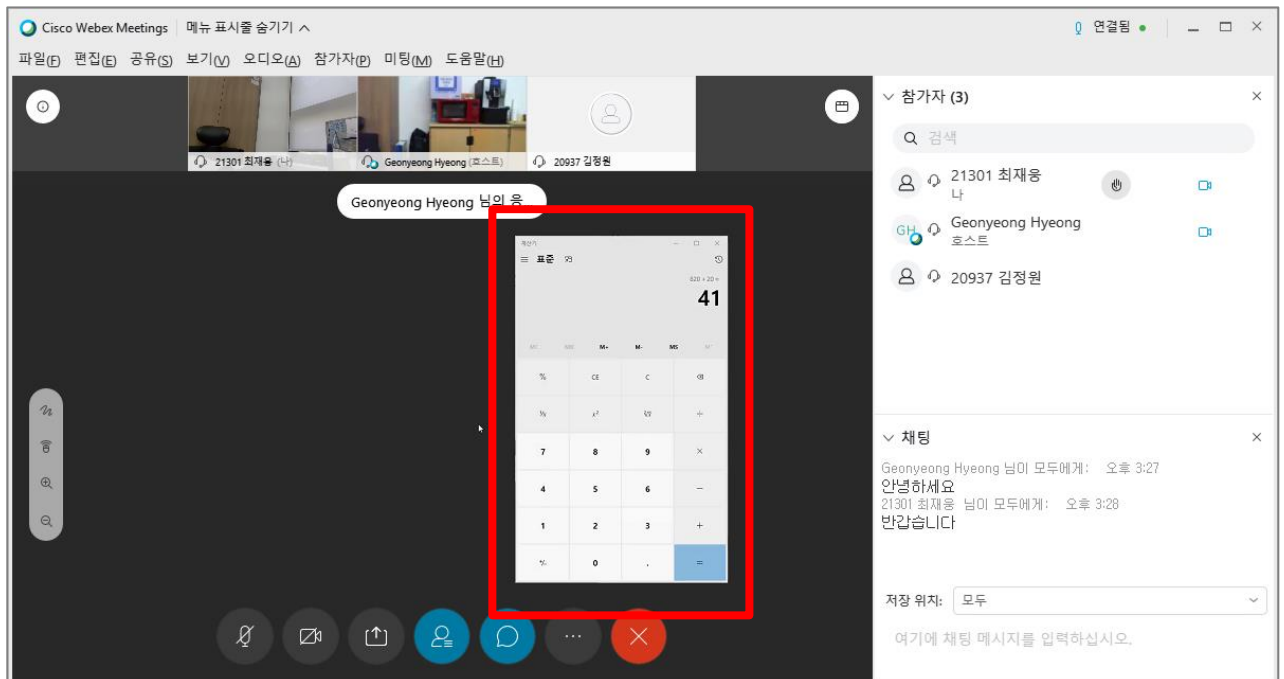 Cisco Webex Meetings 메뉴 표시줄 숨기기
연결됨
파일(F) 편집(E) 공유(S) 보기(V) 오디오(A) 참가자(P) 미팅(M) 도움말(H)
21301 최재웅 (나)
Geonyeong Hyeong (호스트)
20937 김정원
Geonyeong Hyeong 님의 응
계산기
표준
41
MC MR M+ M- MS
% CE C
÷
7 8 9 ×
4 5 6 −
1 2 3 +
0 . =
참가자 (3)
검색
21301 최재웅
나
GH Geonyeong Hyeong
호스트
20937 김정원
채팅
Geonyeong Hyeong 님이 모두에게: 오후 3:27
안녕하세요
21301 최재웅 님이 모두에게: 오후 3:28
반갑습니다
저장 위치: 모두
여기에 채팅 메시지를 입력하십시오.